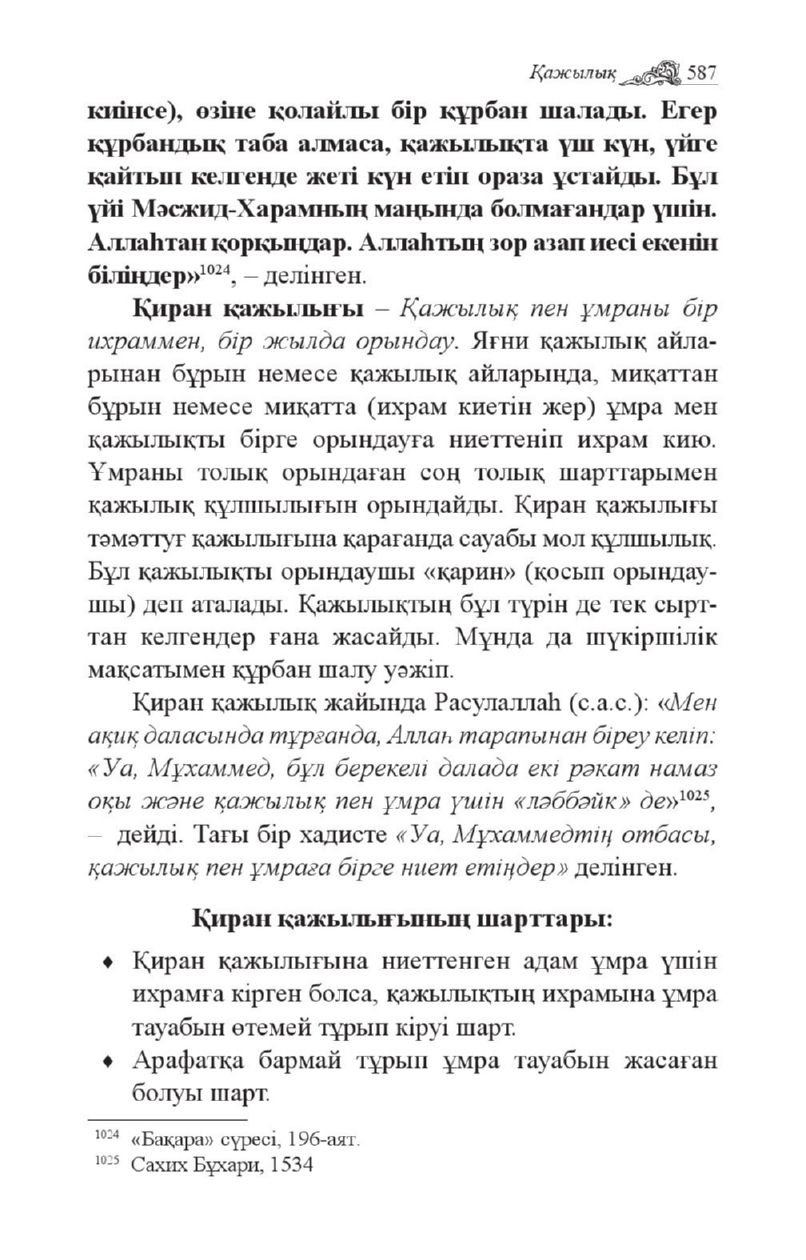 Қажылық 587
киінсе), өзіне қолайлы бір құрбан шалады. Егер
құрбандық таба алмаса, қажылықта үш күн, үйге
қайтып келгенде жеті күн етіп ораза ұстайды. Бұл
үйі Мәсжид-Харамның маңында болмағандар үшін.
Аллаһтан қорқыңдар. Аллаһтың зор азап иесі екенін
біліңдер»¹⁰²⁴, – делінген.
Қиран қажылығы – Қажылық пен ұмраны бір
ихраммен, бір жылда орындау. Яғни қажылық айла-
рынан бұрын немесе қажылық айларында, миқаттан
бұрын немесе миқатта (ихрам киетін жер) ұмра мен
қажылықты бірге орындауға ниеттеніп ихрам кию.
Ұмраны толық орындаған соң толық шарттарымен
қажылық құлшылығын орындайды. Қиран қажылығы
тәмәттуғ қажылығына қарағанда сауабы мол құлшылық.
Бұл қажылықты орындаушы «қарин» (қосып орындау-
шы) деп аталады. Қажылықтың бұл түрін де тек сырт-
тан келгендер ғана жасайды. Мұнда да шүкіршілік
мақсатымен құрбан шалу уәжіп.
Қиран қажылық жайында Расулаллаһ (с.а.с.): «Мен
ақиқ даласында тұрғанда, Аллаһ тарапынан біреу келіп:
«Уа, Мұхаммед, бұл берекелі далада екі рәкат намаз
оқы және қажылық пен ұмра үшін «ләббәйк» де»¹⁰²⁵,
– дейді. Тағы бір хадисте «Уа, Мұхаммедтің отбасы,
қажылық пен ұмраға бірге ниет етіңдер» делінген.
Қиран қажылығының шарттары:
♦ Қиран қажылығына ниеттенген адам ұмра үшін
ихрамға кірген болса, қажылықтың ихрамына ұмра
тауабын өтемей тұрып кіруі шарт.
♦ Арафатқа бармай тұрып ұмра тауабын жасаған
болуы шарт.
¹⁰²⁴ «Бақара» сүресі, 196-аят.
¹⁰²⁵ Сахих Бұхари, 1534